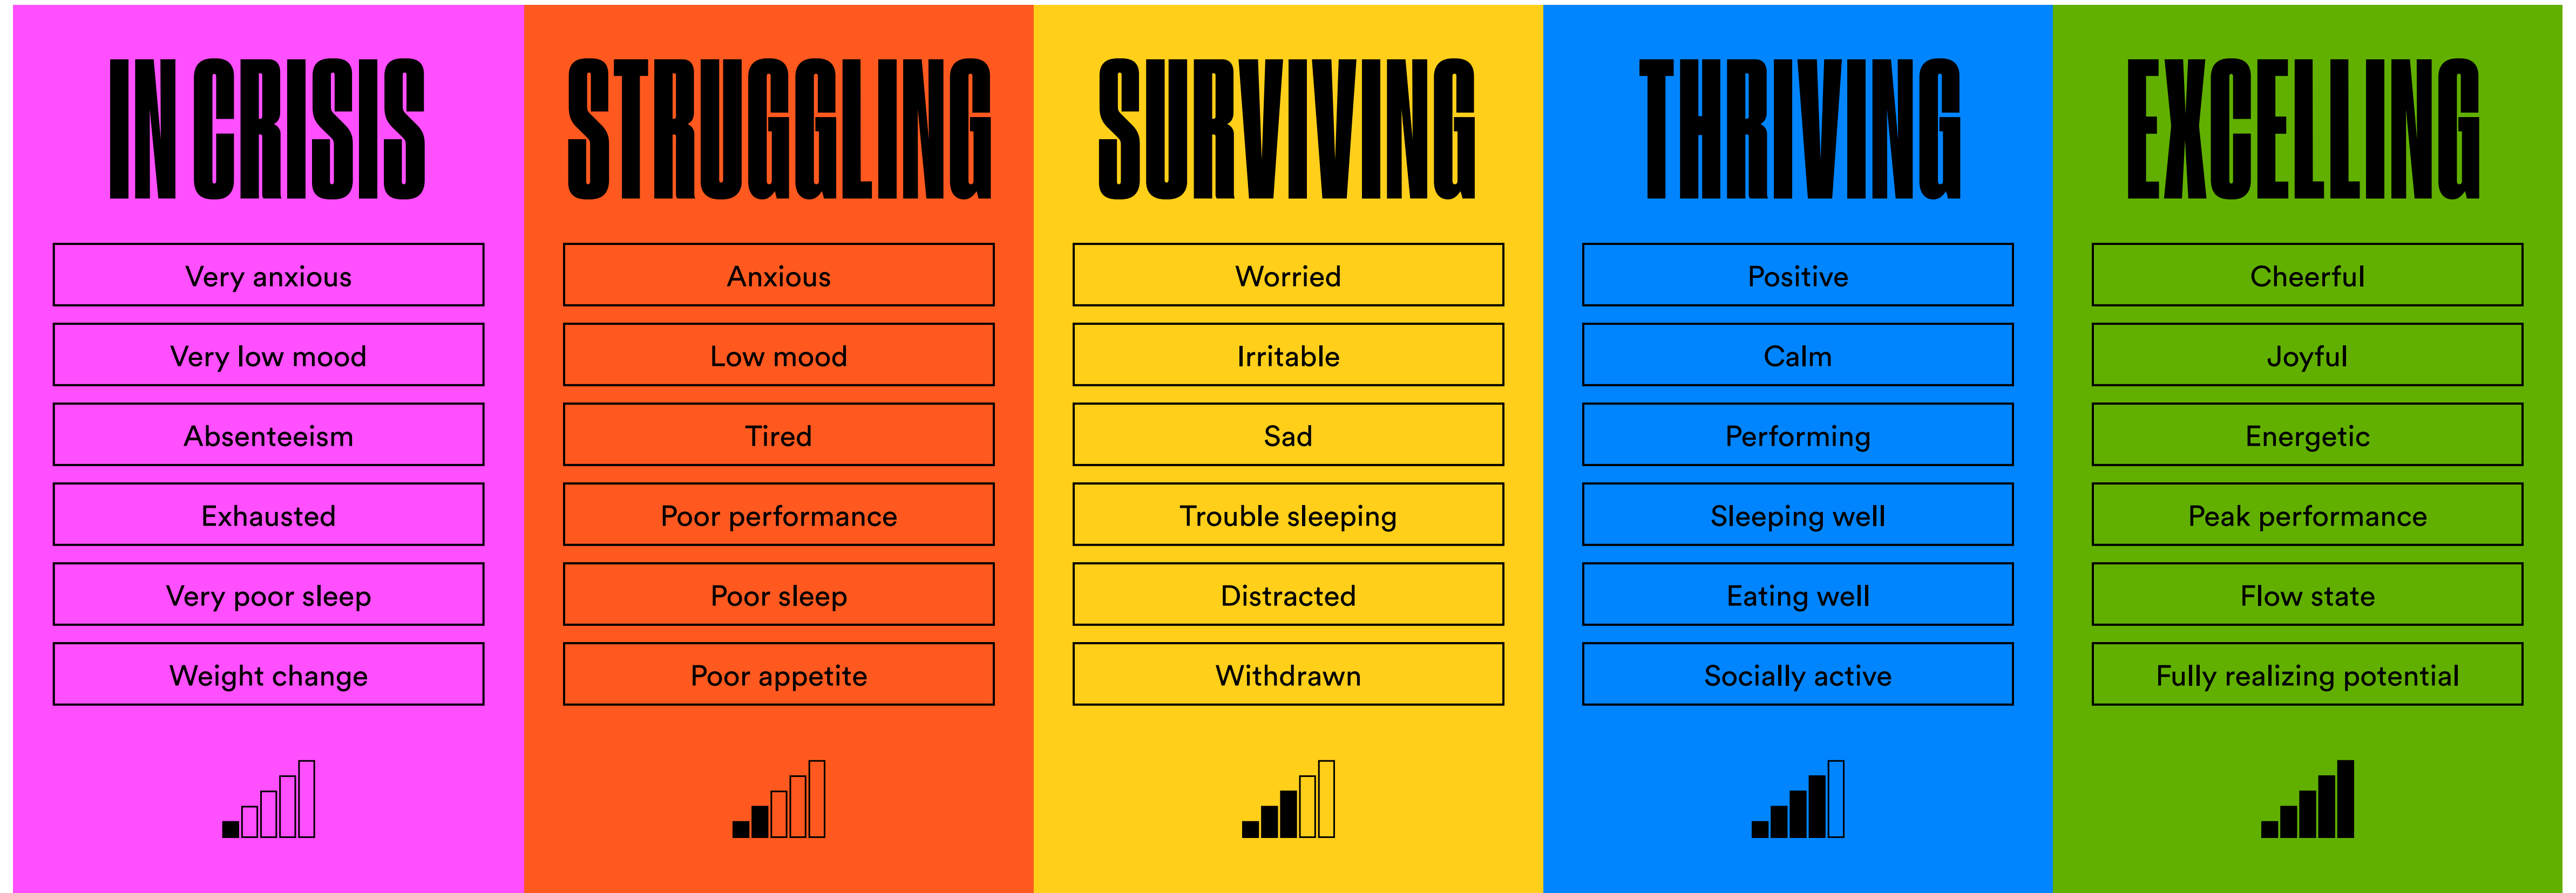 IN CRISIS
Very anxious
Very low mood
Absenteeism
Exhausted
Very poor sleep
Weight change
STRUGGLING
Anxious
Low mood
Tired
Poor performance
Poor sleep
Poor appetite
SURVIVING
Worried
Irritable
Sad
Trouble sleeping
Distracted
Withdrawn
THRIVING
Positive
Calm
Performing
Sleeping well
Eating well
Socially active
EXCELLING
Cheerful
Joyful
Energetic
Peak performance
Flow state
Fully realizing potential